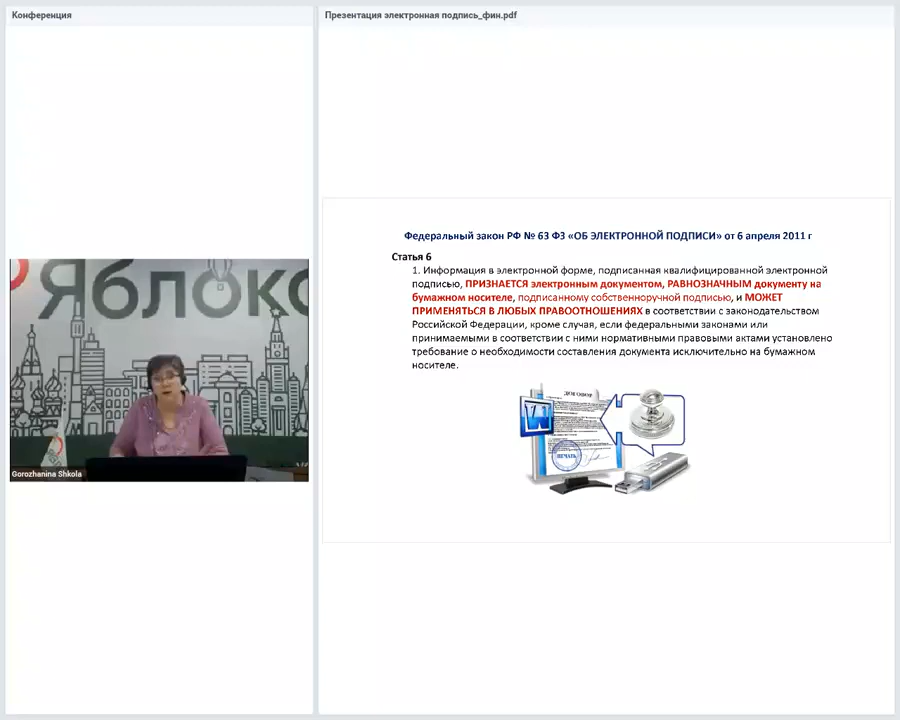 Конференция
Презентация электронная подпись_фин.pdf
Яблоко
Gorozhanina Shkola
Федеральный закон РФ № 63 ФЗ «ОБ ЭЛЕКТРОННОЙ ПОДПИСИ» от 6 апреля 2011 г
Статья 6
1. Информация в электронной форме, подписанная квалифицированной электронной
подписью, ПРИЗНАЕТСЯ электронным документом, РАВНОЗНАЧНЫМ документу на
бумажном носителе, подписанному собственноручной подписью, и МОЖЕТ
ПРИМЕНЯТЬСЯ В ЛЮБЫХ ПРАВООТНОШЕНИЯХ в соответствии с законодательством
Российской Федерации, кроме случая, если федеральными законами или
принимаемыми в соответствии с ними нормативными правовыми актами установлено
требование о необходимости составления документа исключительно на бумажном
носителе.
W
ПЕЧАТЬ